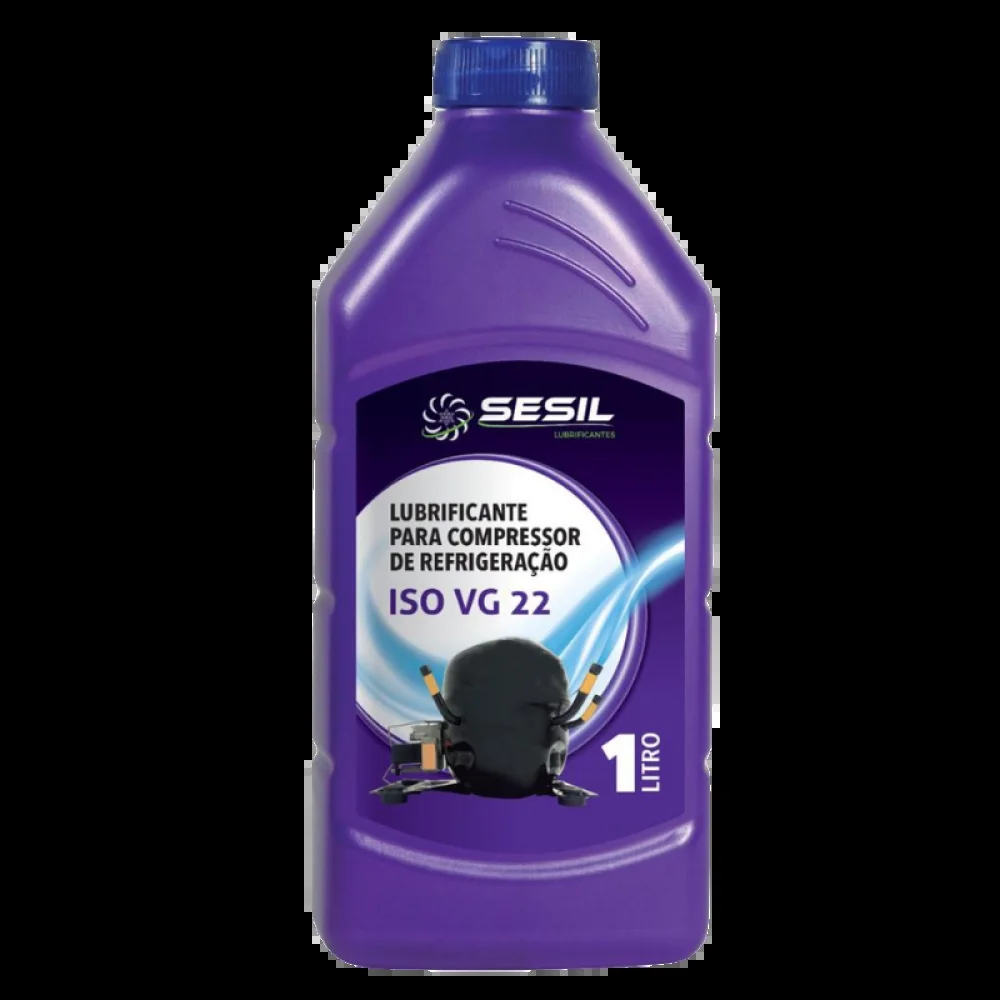 SESIL
LUBRIFICANTES
LUBRIFICANTE
PARA COMPRESSOR
DE REFRIGERAÇÃO
ISO VG 22
1
LITRO